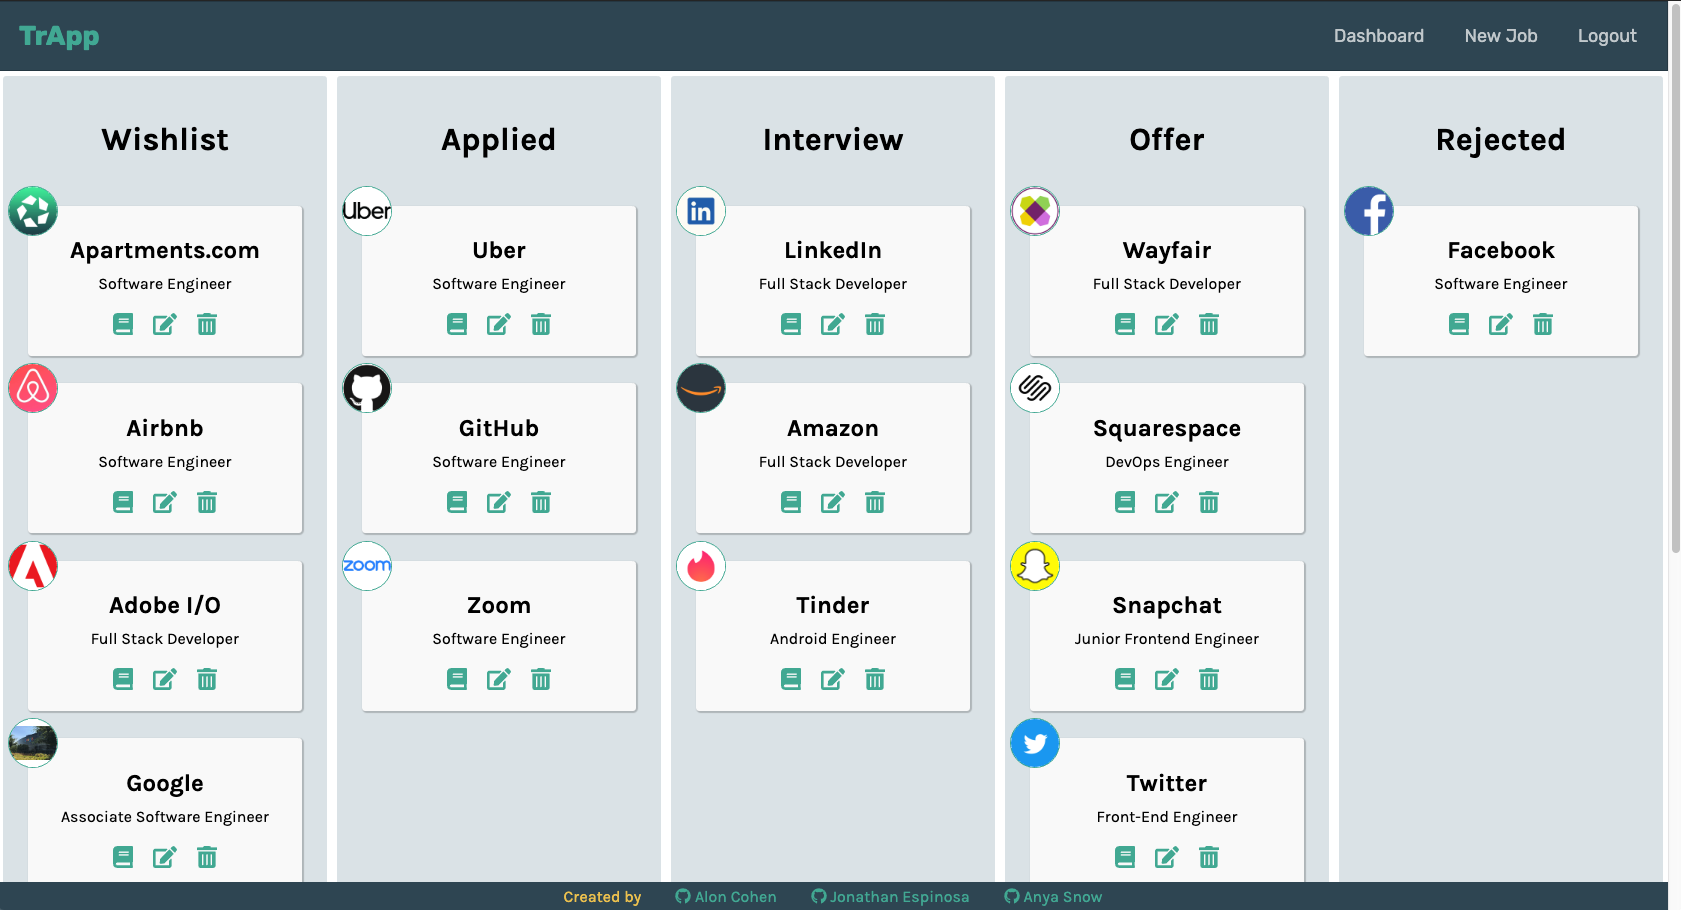 TrApp
Dashboard
New Job
Logout
Wishlist
Apartments.com
Software Engineer
Airbnb
Software Engineer
Adobe I/O
Full Stack Developer
Google
Associate Software Engineer
Applied
Uber
Uber
Software Engineer
GitHub
Software Engineer
zoom
Zoom
Software Engineer
Interview
in
LinkedIn
Full Stack Developer
Amazon
Full Stack Developer
Tinder
Android Engineer
Offer
Wayfair
Full Stack Developer
Squarespace
DevOps Engineer
Snapchat
Junior Frontend Engineer
Twitter
Front-End Engineer
Rejected
f
Facebook
Software Engineer
Created by
Alon Cohen
Jonathan Espinosa
Anya Snow